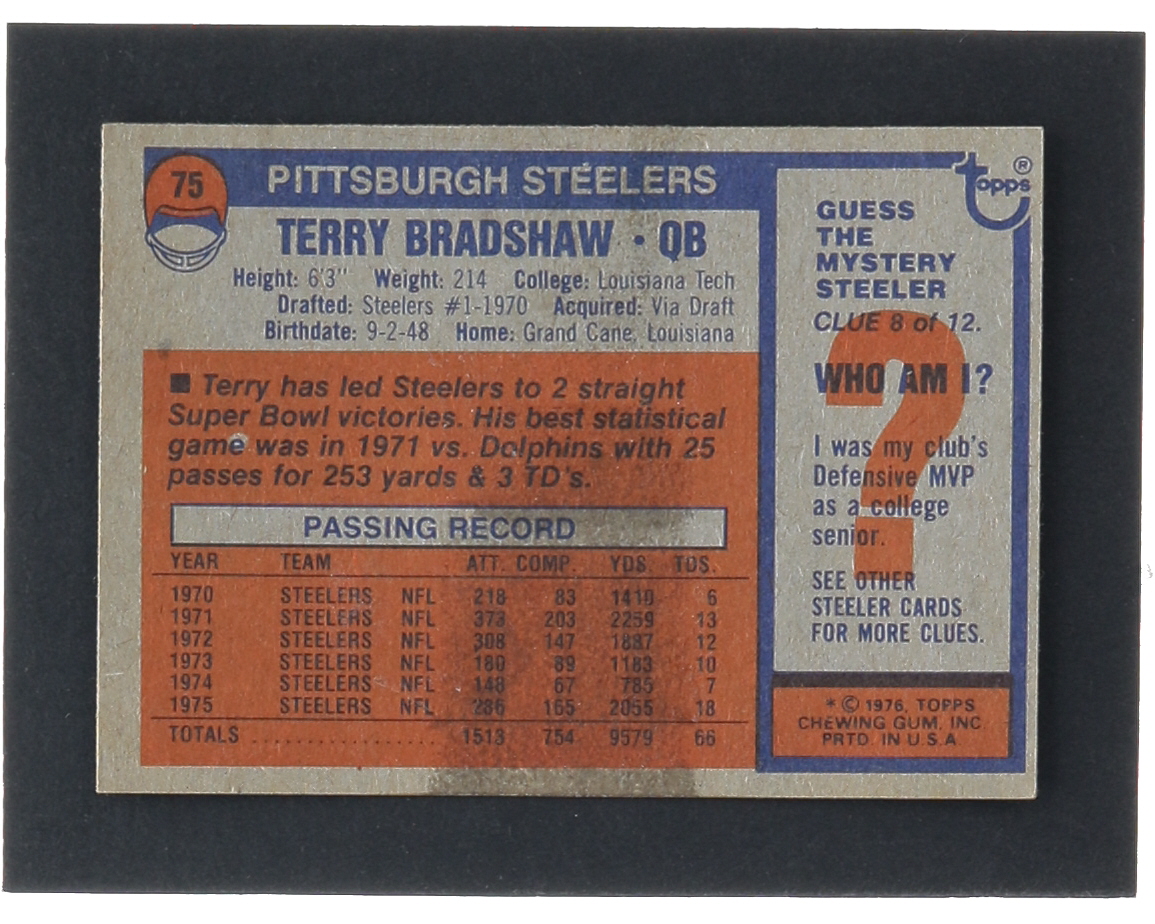 75
PITTSBURGH STEELERS
TERRY BRADSHAW · QB
Height: 6'3" Weight: 214 College: Louisiana Tech
Drafted: Steelers #1-1970 Acquired: Via Draft
Birthdate: 9-2-48 Home: Grand Cane, Louisiana
■ Terry has led Steelers to 2 straight
Super Bowl victories. His best statistical
game was in 1971 vs. Dolphins with 25
passes for 253 yards & 3 TD's.
PASSING RECORD
YEAR TEAM ATT. COMP. YDS. TDS.
1970 STEELERS NFL 218 83 1410 6
1971 STEELERS NFL 373 203 2259 13
1972 STEELERS NFL 308 147 1887 12
1973 STEELERS NFL 180 89 1183 10
1974 STEELERS NFL 148 67 785 7
1975 STEELERS NFL 286 165 2055 18
TOTALS .................. 1513 754 9579 66
topps ®
GUESS
THE
MYSTERY
STEELER
CLUE 8 of 12.
?
WHO AM I?
I was my club's
Defensive MVP
as a college
senior.
SEE OTHER
STEELER CARDS
FOR MORE CLUES.
* © 1976, TOPPS
CHEWING GUM, INC
PRTD. IN U.S.A